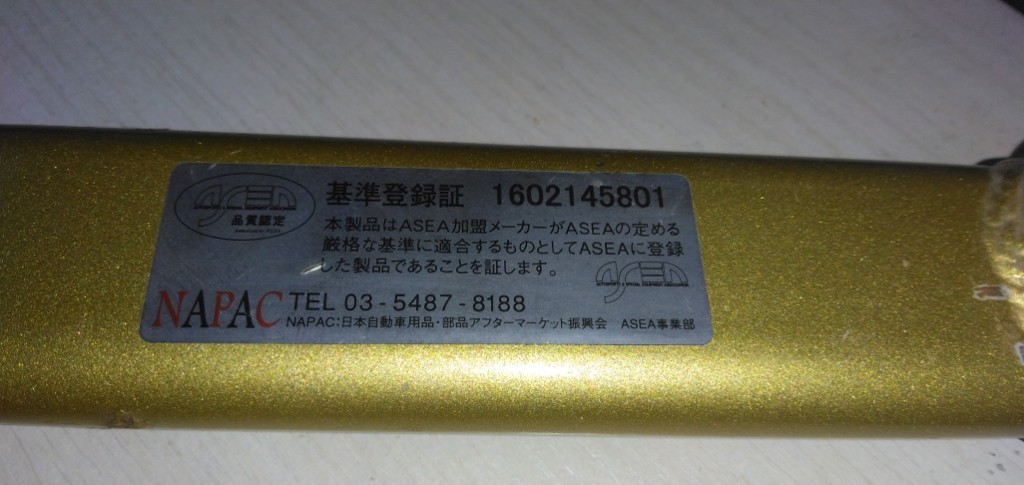 ASEA
品質認定
基準登録証 1602145801
本製品はASEA加盟メーカーがASEAの定める
厳格な基準に適合するものとしてASEAに登録
した製品であることを証します。
ASEA
NAPAC TEL 03-5487-8188
NAPAC:日本自動車用品・部品アフターマーケット振興会 ASEA事業部